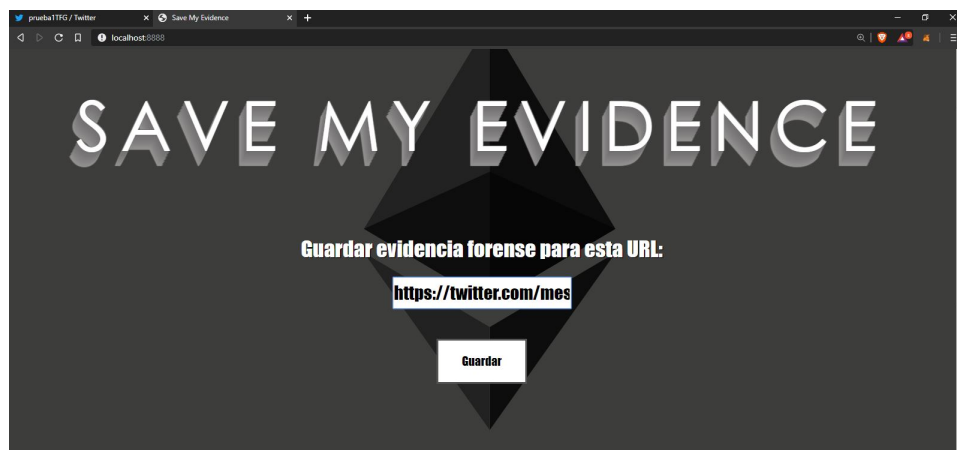 prueba1TFG / Twitter
Save My Evidence
localhost:8888
SAVE MY EVIDENCE
Guardar evidencia forense para esta URL:
https://twitter.com/mes
Guardar